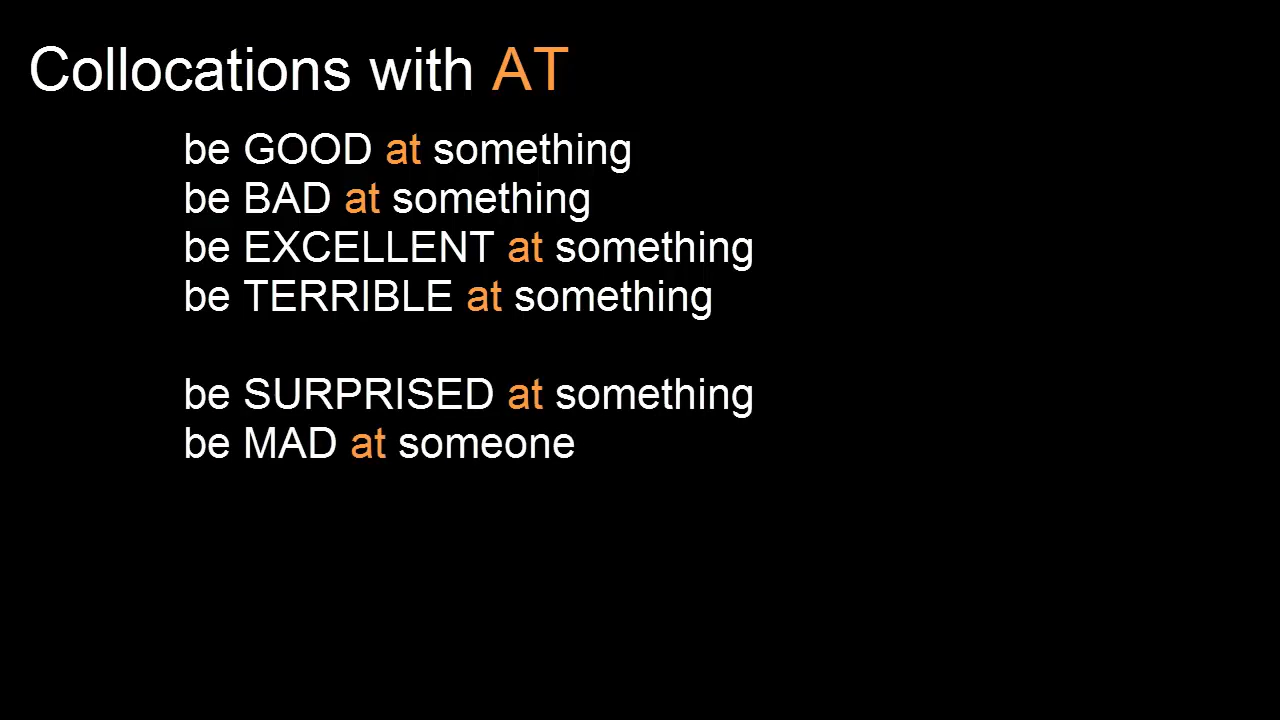 Collocations with AT
be GOOD at something
be BAD at something
be EXCELLENT at something
be TERRIBLE at something
be SURPRISED at something
be MAD at someone